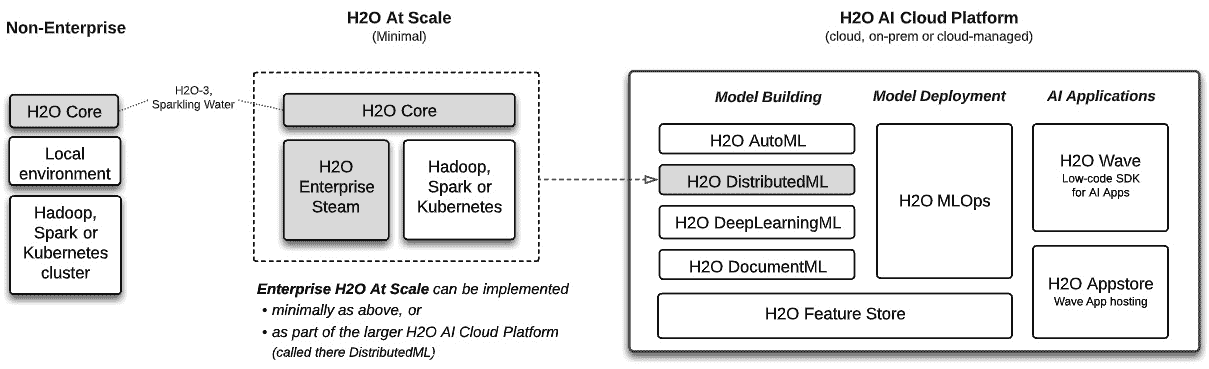 Non-Enterprise
H2O Core
Local
environment
Hadoop,
Spark or
Kubernetes
cluster
H2O-3,
Sparkling Water
H2O At Scale
(Minimal)
H2O Core
H2O
Enterprise
Steam
Hadoop,
Spark or
Kubernetes
Enterprise H2O At Scale can be implemented
• minimally as above, or
• as part of the larger H2O AI Cloud Platform
(called there DistributedML)
H2O AI Cloud Platform
(cloud, on-prem or cloud-managed)
Model Building
H2O AutoML
H2O DistributedML
H2O DeepLearningML
H2O DocumentML
Model Deployment
H2O MLOps
H2O Feature Store
AI Applications
H2O Wave
Low-code SDK
for AI Apps
H2O Appstore
Wave App hosting